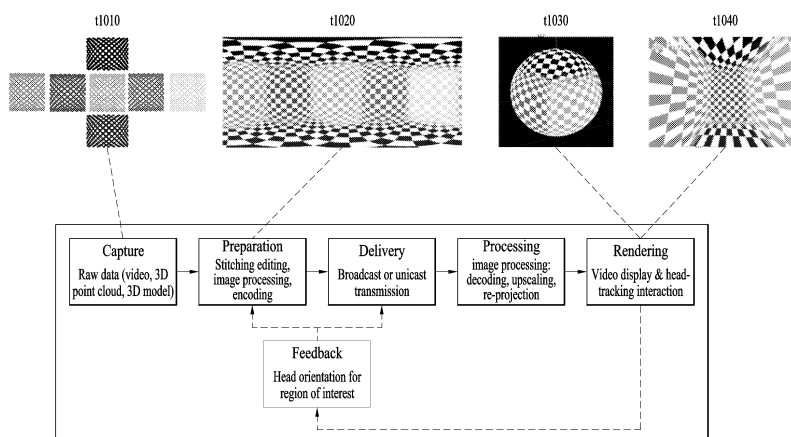 t1010
t1020
t1030
t1040
Capture
Raw data (video, 3D
point cloud, 3D model)
Preparation
Stitching editing,
image processing,
encoding
Delivery
Broadcast or unicast
transmission
Processing
image processing:
decoding, upscaling,
re-projection
Rendering
Video display & head-
tracking interaction
Feedback
Head orientation for
region of interest